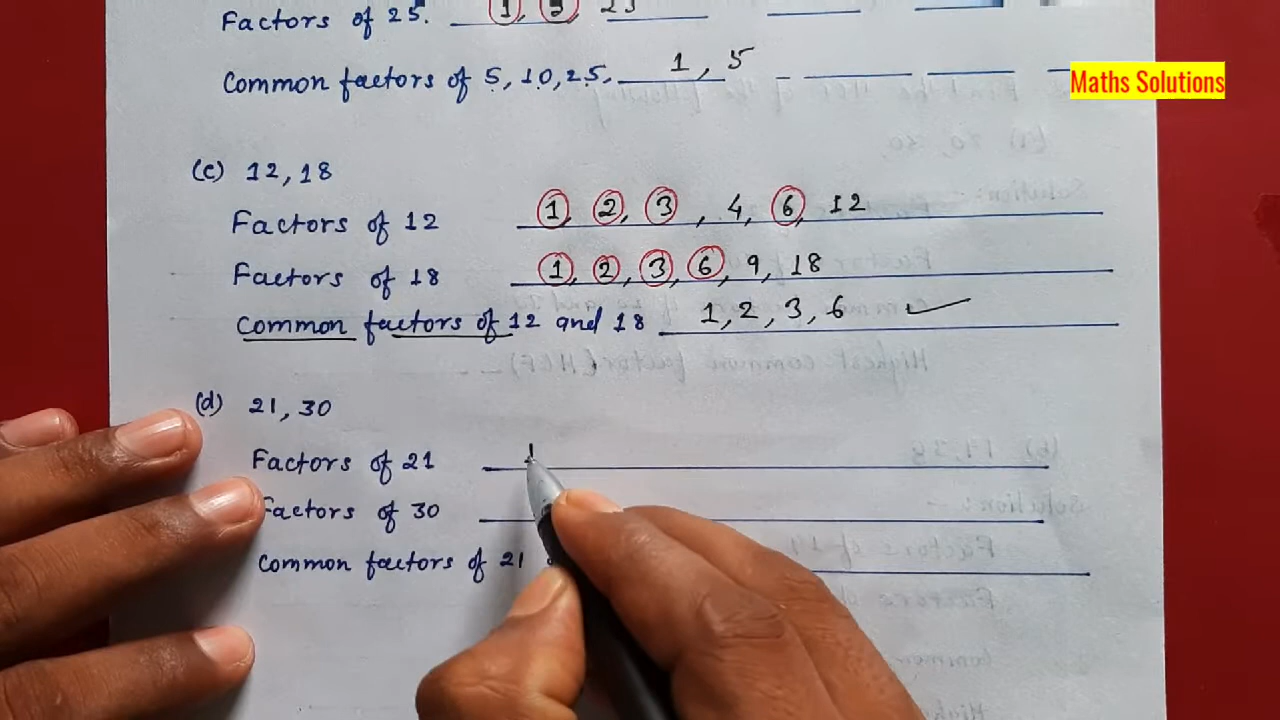 Factors of 25. 1, 5, 25
Common factors of 5, 10, 25, 1, 5
Maths Solutions
(c) 12, 18
Factors of 12 1, 2, 3, 4, 6, 12
Factors of 18 1, 2, 3, 6, 9, 18
Common factors of 12 and 18 1, 2, 3, 6
(d) 21, 30
Factors of 21 1
Factors of 30
Common factors of 21